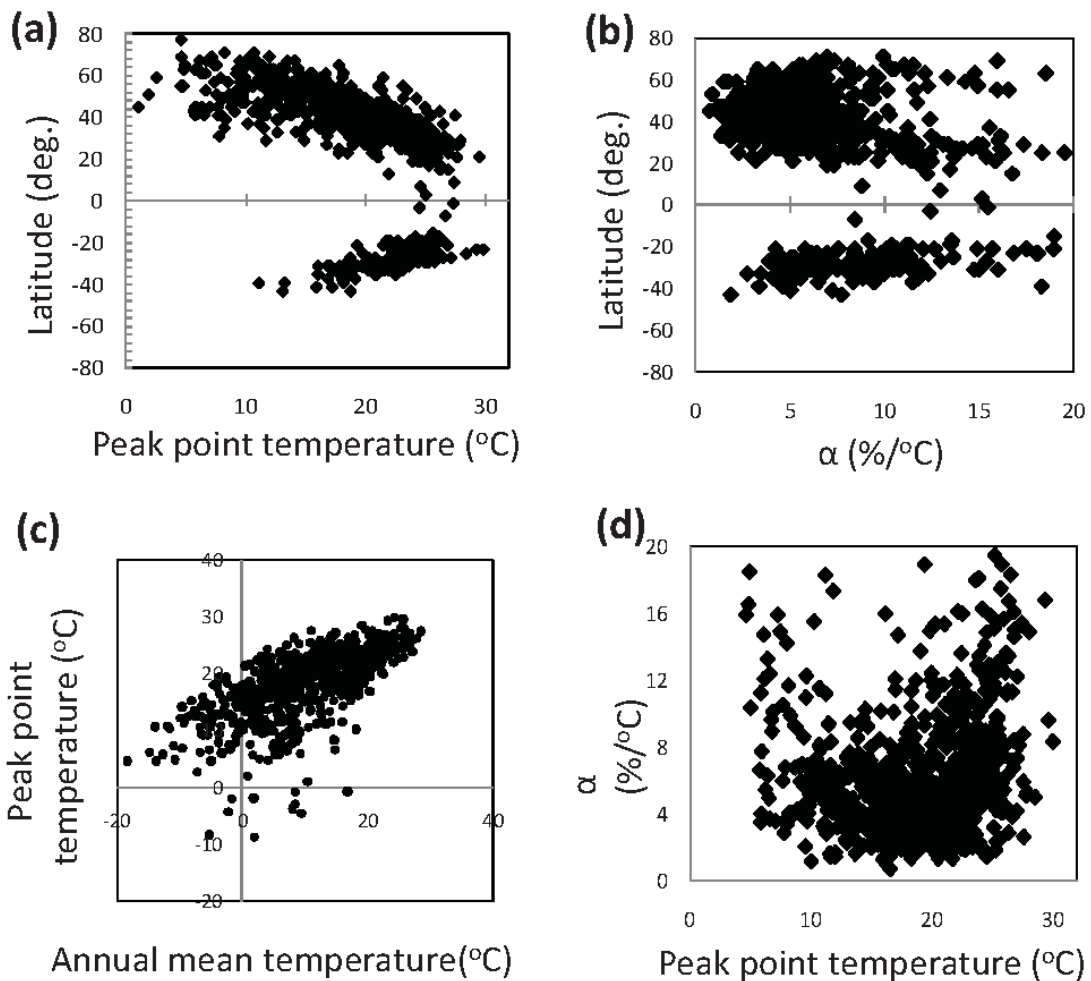 (a)
80
60
40
20
0
-20
-40
-60
-80
Latitude (deg.)
0 10 20 30
Peak point temperature (°C)
(b)
80
60
40
20
0
-20
-40
-60
-80
Latitude (deg.)
0 5 10 15 20
α (%/°C)
(c)
40
30
20
10
0
-10
-20
-20 0 20 40
Peak point
temperature (°C)
Annual mean temperature(°C)
(d)
20
16
12
8
4
0
α
(%/°C)
0 10 20 30
Peak point temperature (°C)